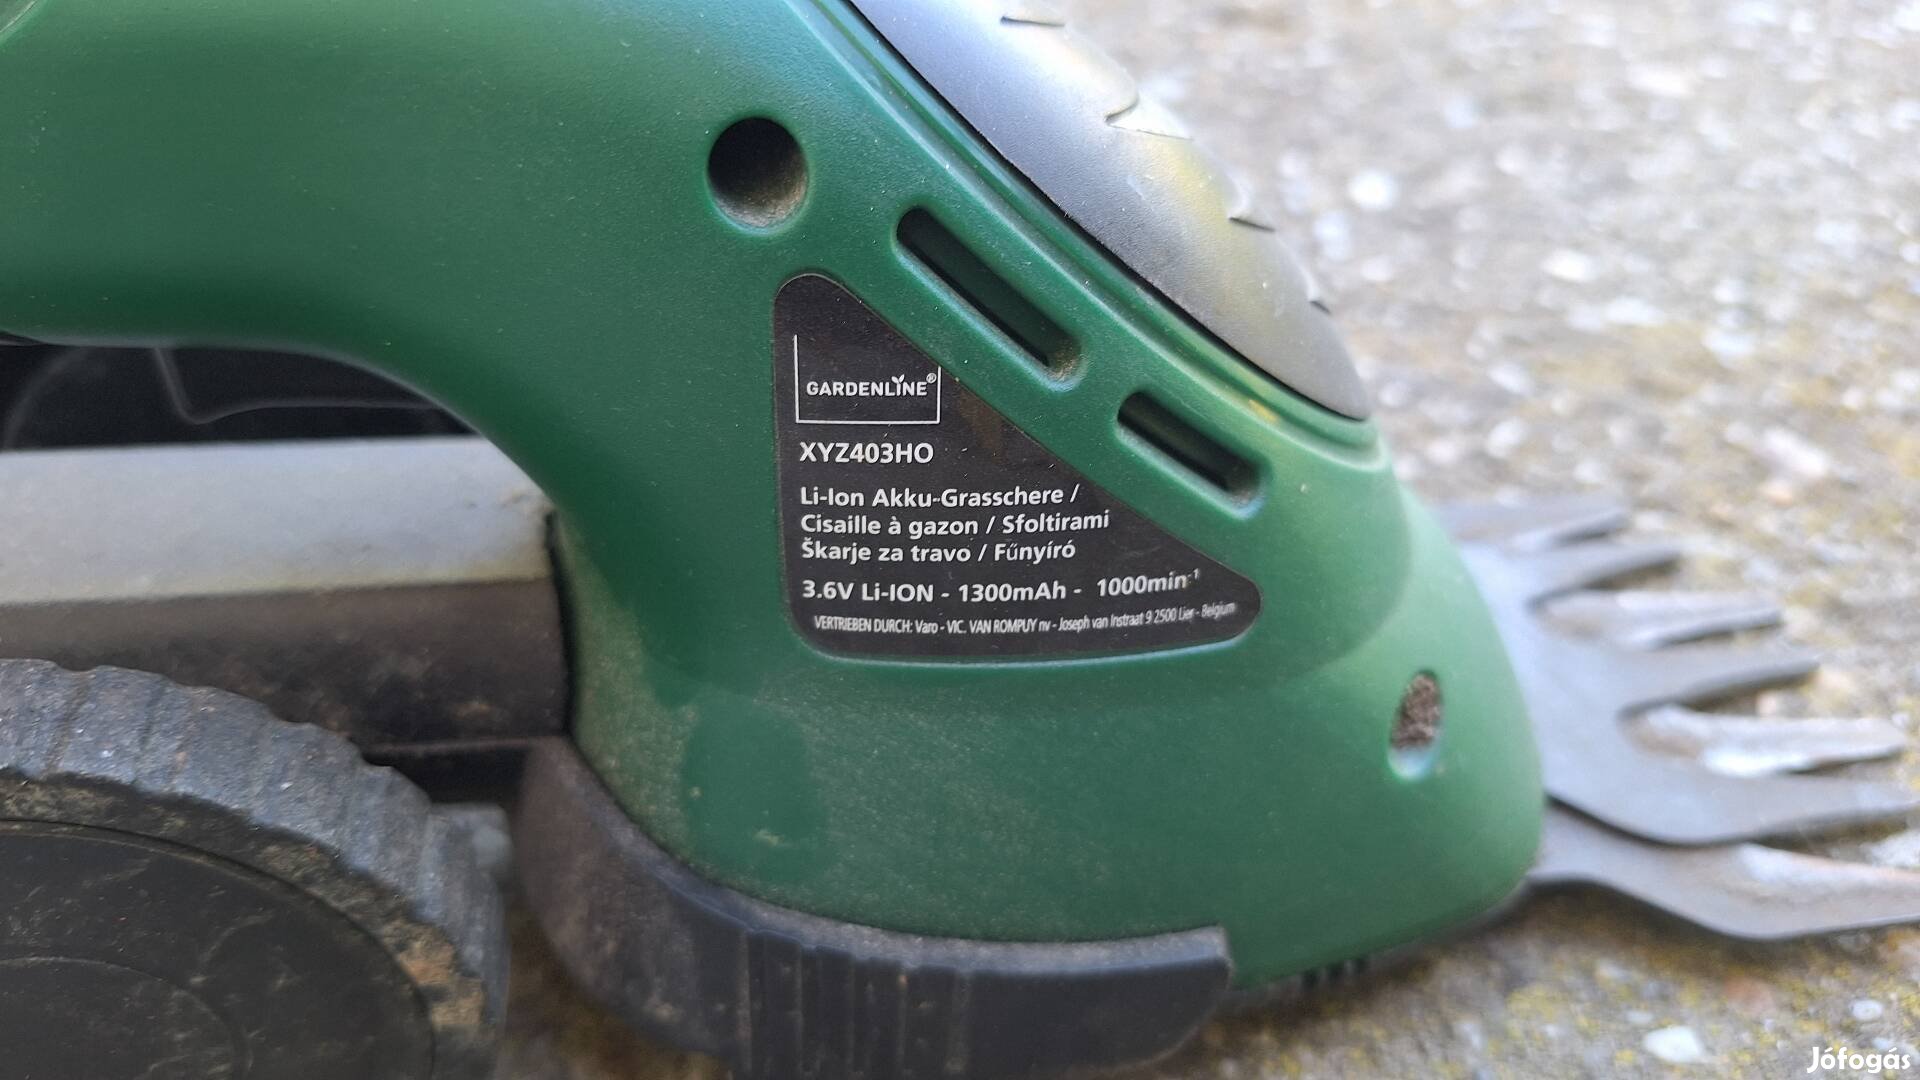 GARDENLINE®
XYZ403HO
Li-Ion Akku-Grasschere /
Cisaille à gazon / Sfoltirami
Škarje za travo / Fűnyíró
3.6V Li-ION - 1300mAh - 1000min⁻¹
VERTRIEBEN DURCH: Varo - VIC. VAN ROMPUY nv - Joseph van Instraat 9 2500 Lier - Belgium
Jófogás